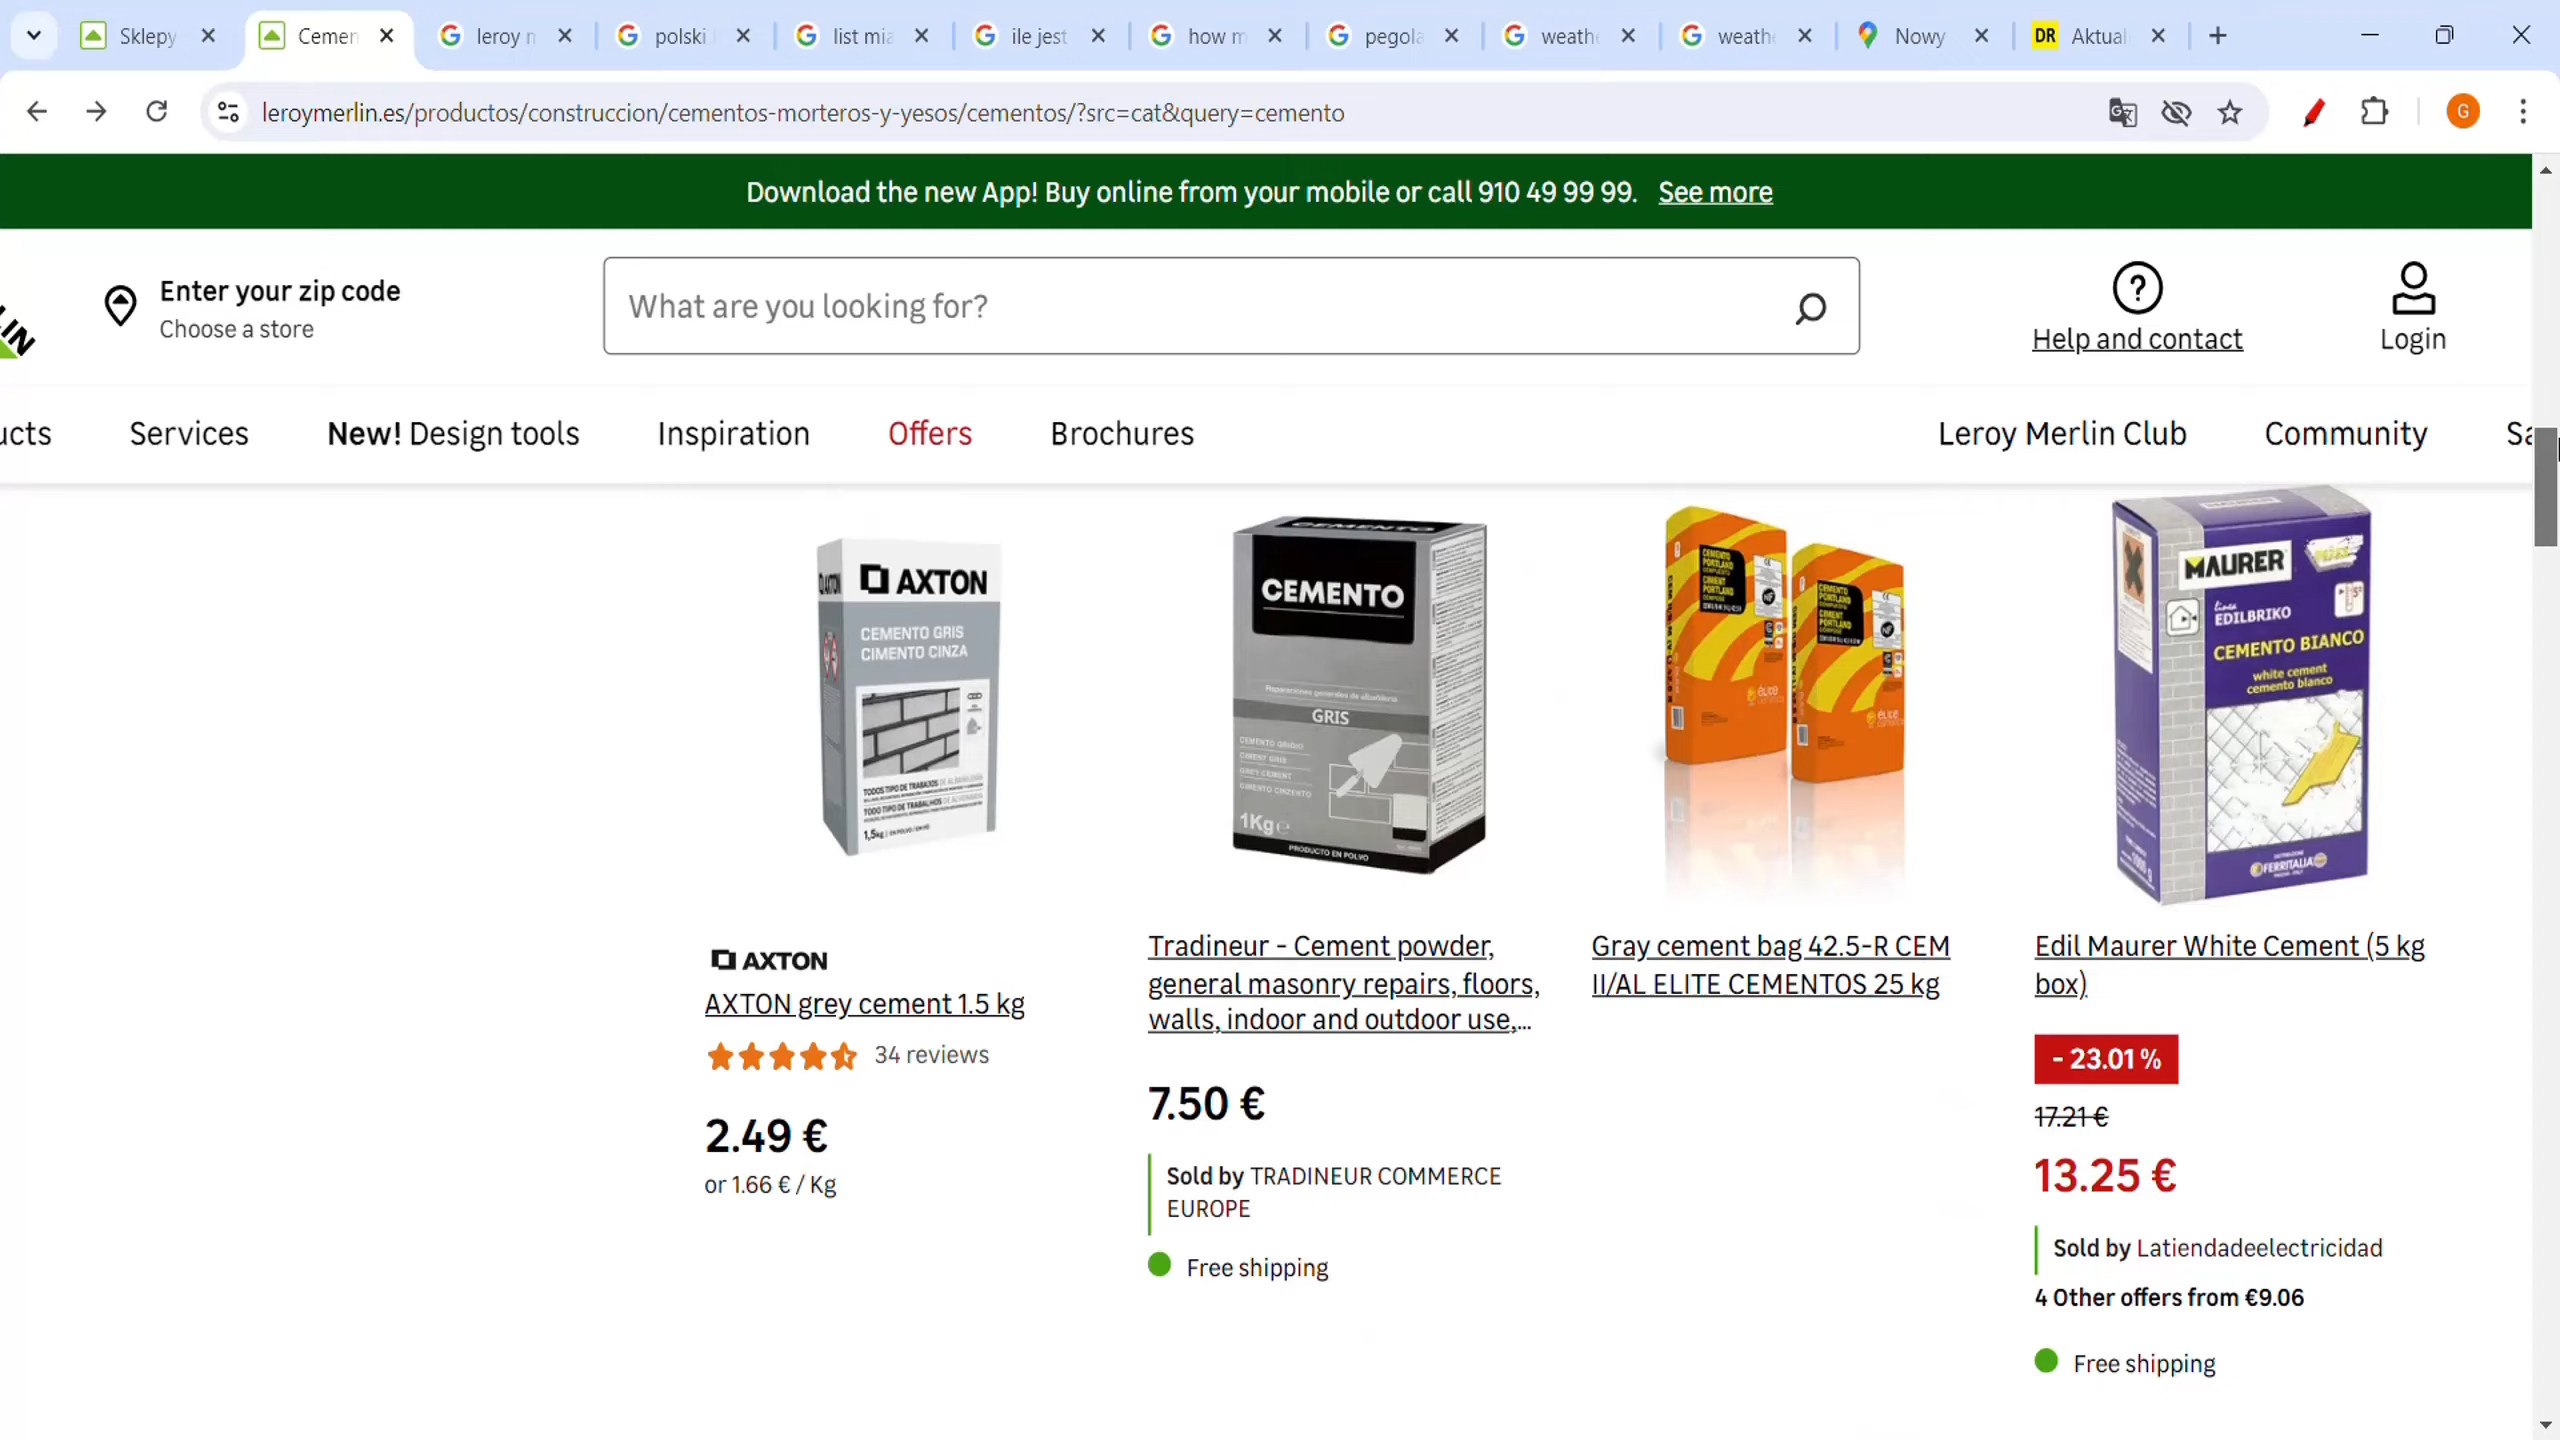 Sklepy
Cemen
leroy n
polski
list mia
ile jest
how m
pegola
weath
weath
Nowy
DR Aktual
leroymerlin.es/productos/construccion/cementos-morteros-y-yesos/cementos/?src=cat&query=cemento
G
Download the new App! Buy online from your mobile or call 910 49 99 99. See more
Enter your zip code
Choose a store
What are you looking for?
Help and contact
Login
ucts
Services
New! Design tools
Inspiration
Offers
Brochures
Leroy Merlin Club
Community
Sa
AXTON
CEMENTO GRIS
CIMENTO CINZA
TODOS TIPO DE TRABAJOS DE ALBAÑILERÍA
TODO TIPO DE TRABALHOS DE ALVENARIA
1,5kg
CEMENTO
CEMENTO
Reparaciones generales de albañilería
GRIS
CEMENTO GRIGIO
CIMENT GRIS
GREY CEMENT
CIMENTO CINZENTO
1Kg e
PRODUCTO EN POLVO
CEMENTO
PORTLAND
CIMENT
PORTLAND
CEMENTO
PORTLAND
CIMENT
PORTLAND
élite
élite
MAURER
linea
EDILBRIKO
CEMENTO BIANCO
white cement
cemento blanco
FERRITALIA
AXTON
AXTON grey cement 1.5 kg
34 reviews
2.49 €
or 1.66 € / Kg
Tradineur - Cement powder,
general masonry repairs, floors,
walls, indoor and outdoor use,...
7.50 €
Sold by TRADINEUR COMMERCE
EUROPE
Free shipping
Gray cement bag 42.5-R CEM
II/AL ELITE CEMENTOS 25 kg
Edil Maurer White Cement (5 kg
box)
- 23.01 %
17.21 €
13.25 €
Sold by Latiendadeelectricidad
4 Other offers from €9.06
Free shipping